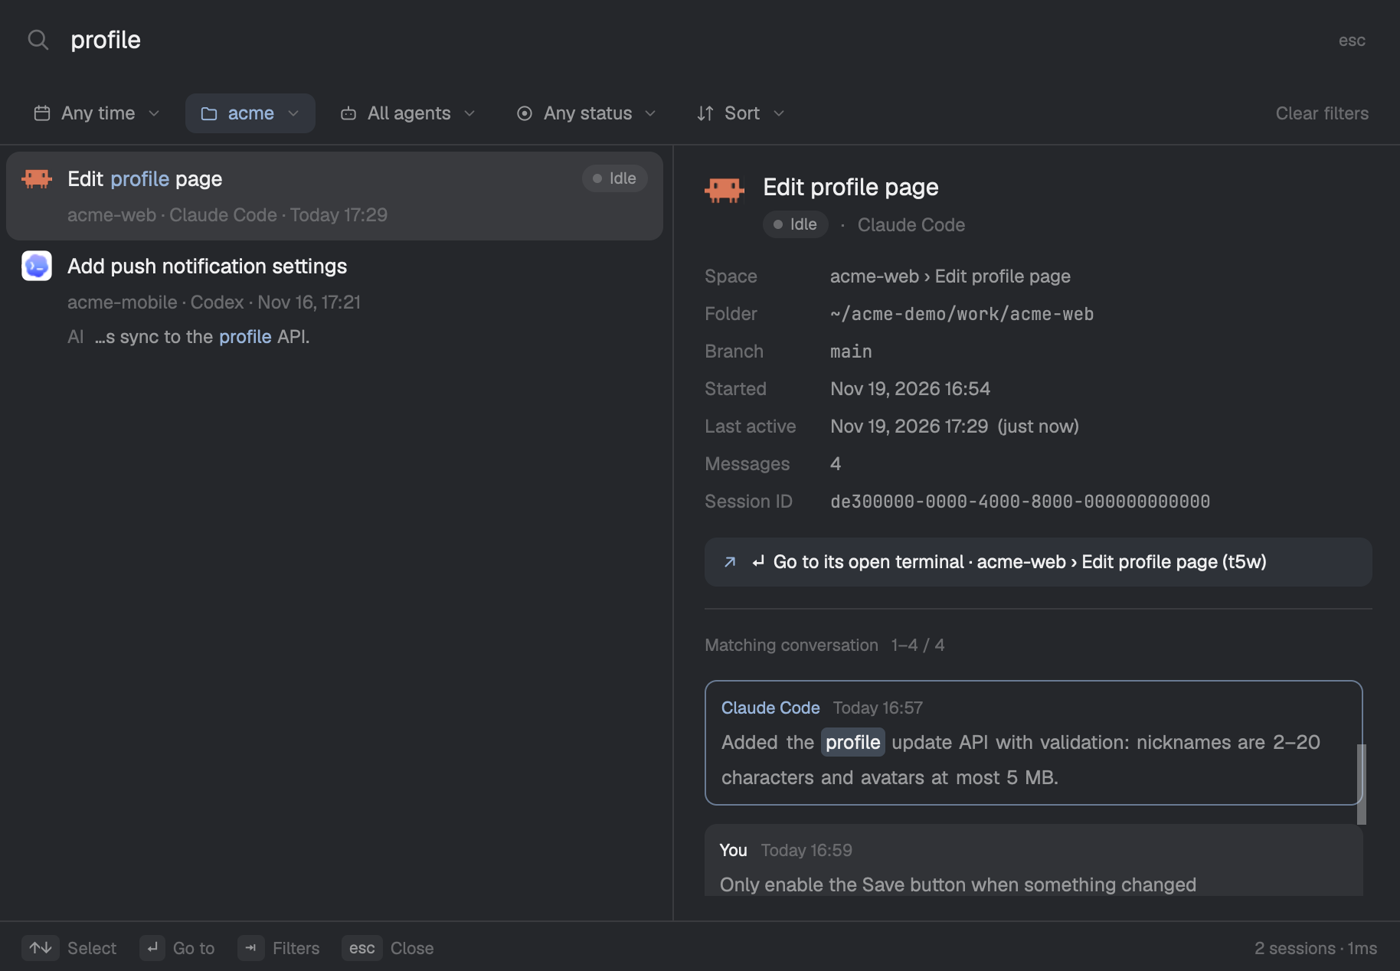 profile
esc
Any time
acme
All agents
Any status
Sort
Clear filters
Edit profile page
Idle
acme-web · Claude Code · Today 17:29
Add push notification settings
acme-mobile · Codex · Nov 16, 17:21
AI …s sync to the profile API.
Edit profile page
Idle · Claude Code
Space acme-web › Edit profile page
Folder ~/acme-demo/work/acme-web
Branch main
Started Nov 19, 2026 16:54
Last active Nov 19, 2026 17:29 (just now)
Messages 4
Session ID de300000-0000-4000-8000-000000000000
↗ ↵ Go to its open terminal · acme-web › Edit profile page (t5w)
Matching conversation 1–4 / 4
Claude Code Today 16:57
Added the profile update API with validation: nicknames are 2–20
characters and avatars at most 5 MB.
You Today 16:59
Only enable the Save button when something changed
↑↓ Select ↵ Go to ⇥ Filters esc Close
2 sessions · 1ms